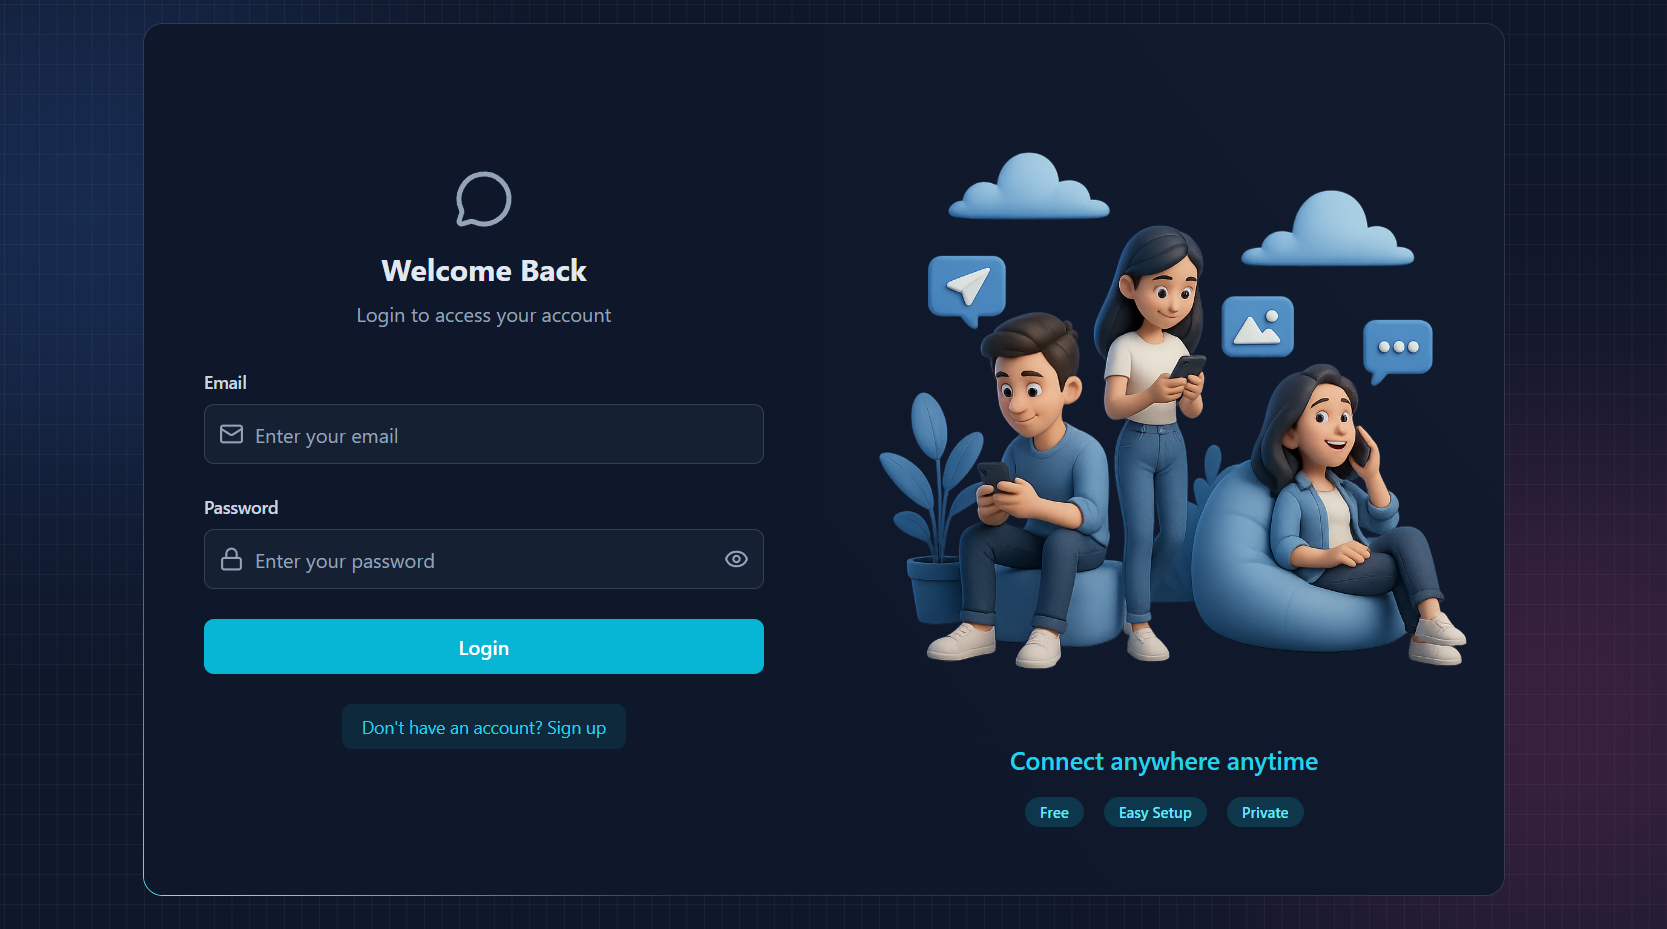 Welcome Back
Login to access your account
Email
Enter your email
Password
Enter your password
Login
Don't have an account? Sign up
Connect anywhere anytime
Free
Easy Setup
Private